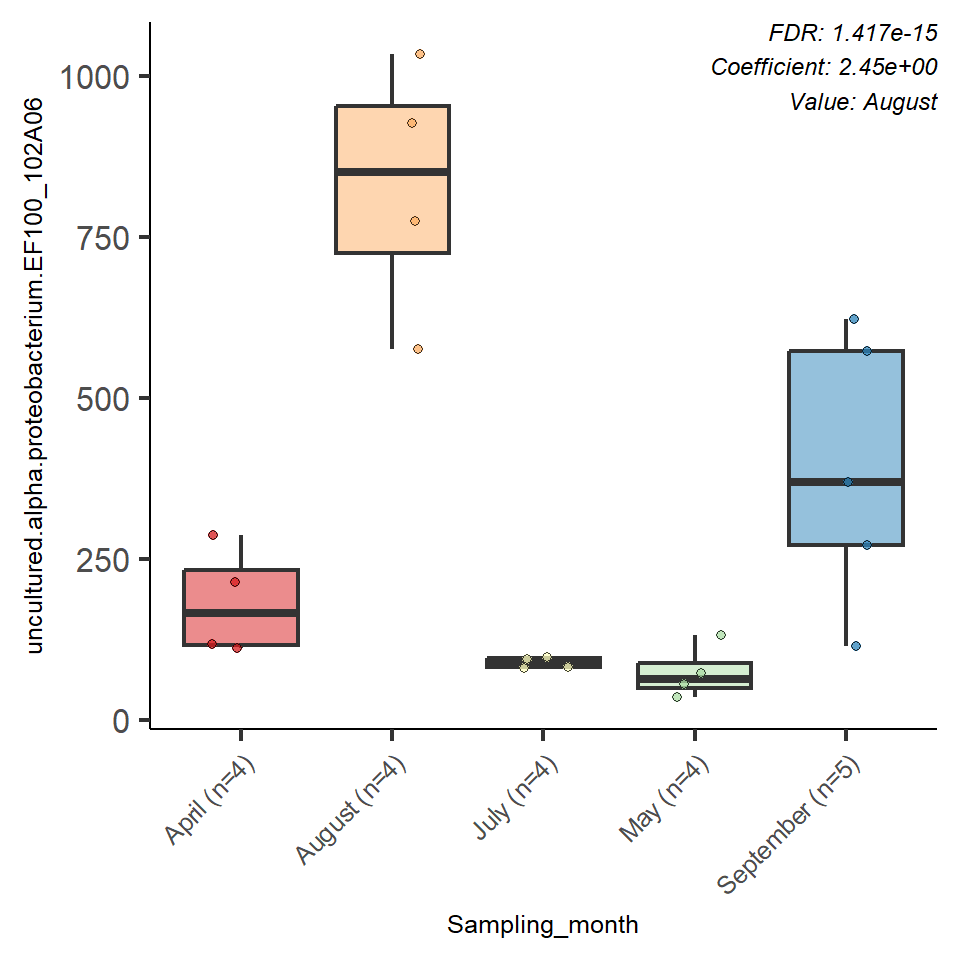 FDR: 1.417e-15
Coefficient: 2.45e+00
Value: August
uncultured.alpha.proteobacterium.EF100_102A06
1000
750
500
250
0
April (n=4)
August (n=4)
July (n=4)
May (n=4)
September (n=5)
Sampling_month